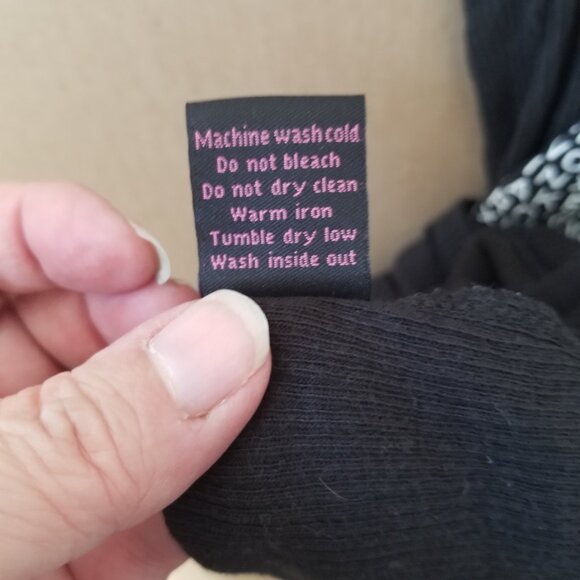 Machine wash cold
Do not bleach
Do not dry clean
Warm iron
Tumble dry low
Wash inside out